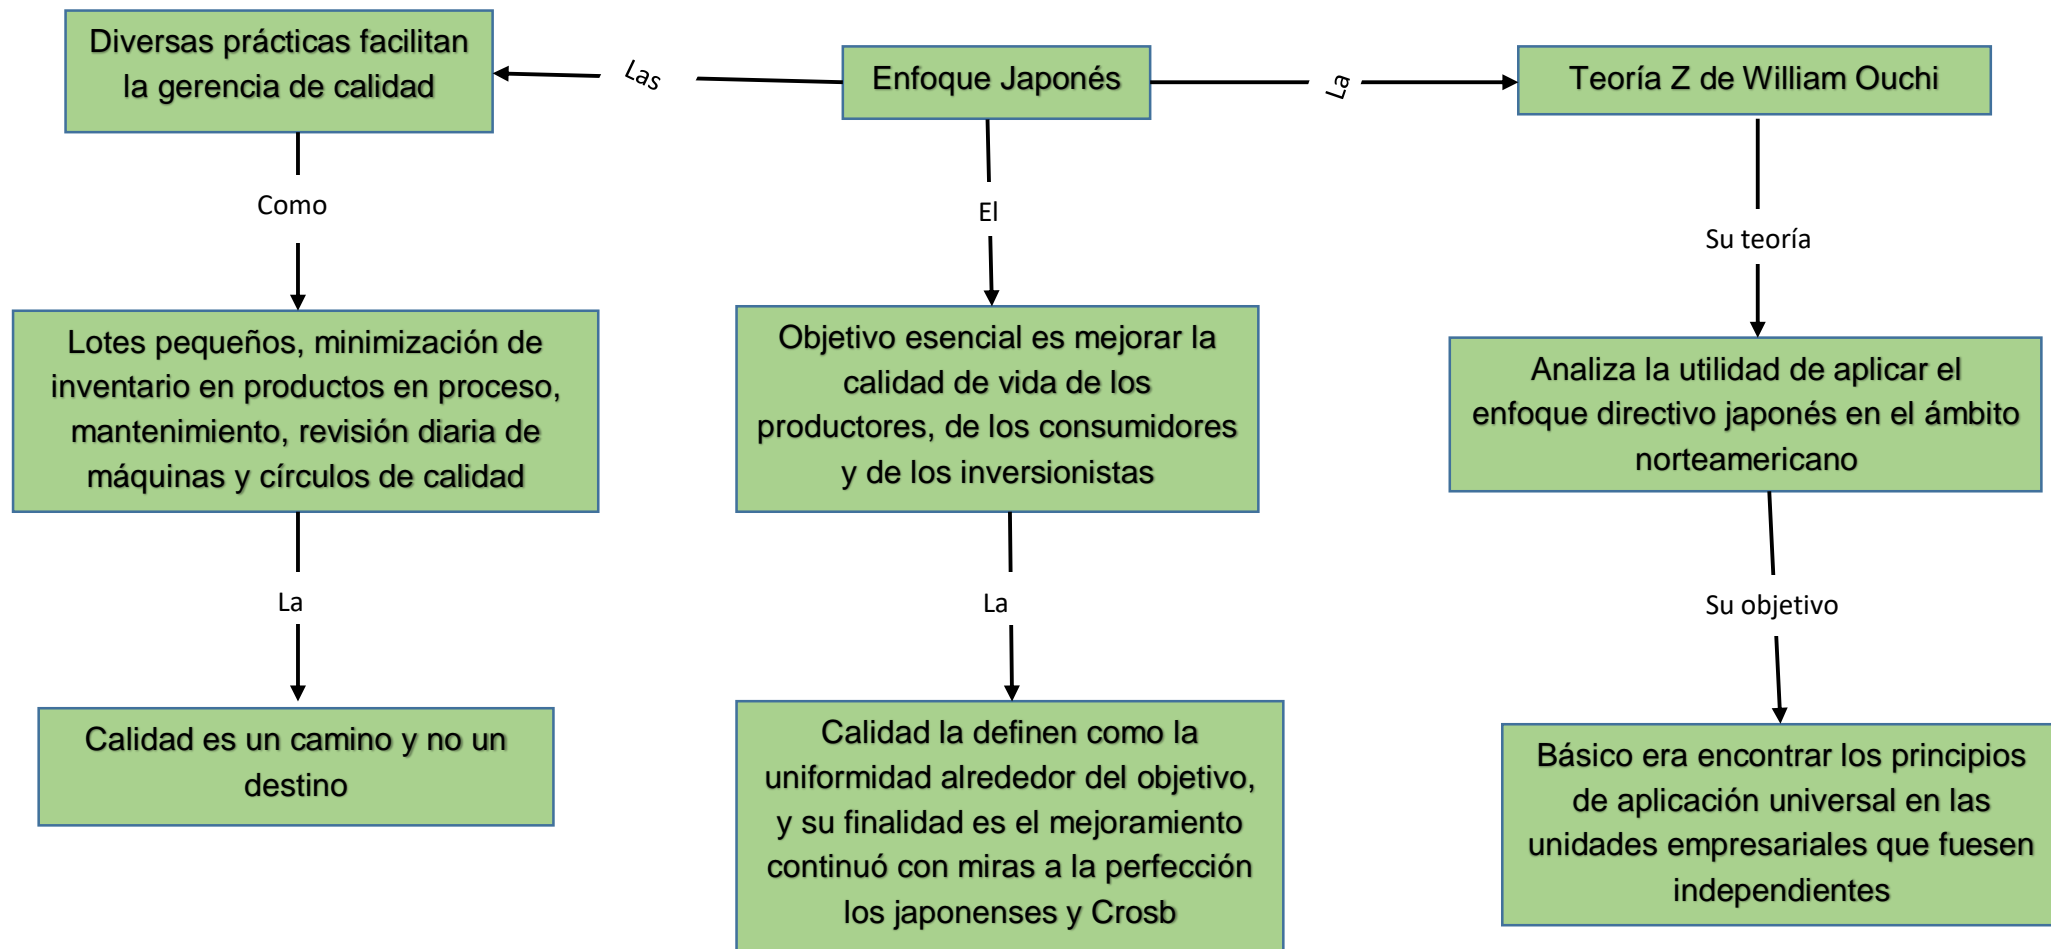 Diversas prácticas facilitan
la gerencia de calidad
Las
Enfoque Japonés
La
Teoría Z de William Ouchi
Como
El
Su teoría
Lotes pequeños, minimización de
inventario en productos en proceso,
mantenimiento, revisión diaria de
máquinas y círculos de calidad
Objetivo esencial es mejorar la
calidad de vida de los
productores, de los consumidores
y de los inversionistas
Analiza la utilidad de aplicar el
enfoque directivo japonés en el ámbito
norteamericano
La
La
Su objetivo
Calidad es un camino y no un
destino
Calidad la definen como la
uniformidad alrededor del objetivo,
y su finalidad es el mejoramiento
continuó con miras a la perfección
los japonenses y Crosb
Básico era encontrar los principios
de aplicación universal en las
unidades empresariales que fuesen
independientes